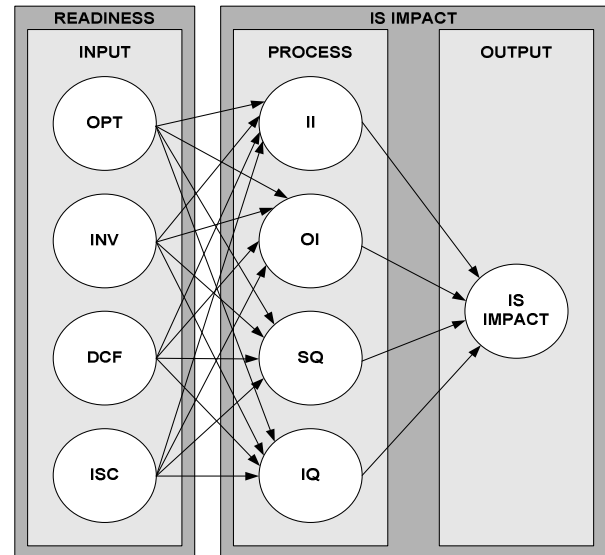 READINESS
IS IMPACT
INPUT
PROCESS
OUTPUT
OPT
II
INV
OI
IS
IMPACT
DCF
SQ
ISC
IQ